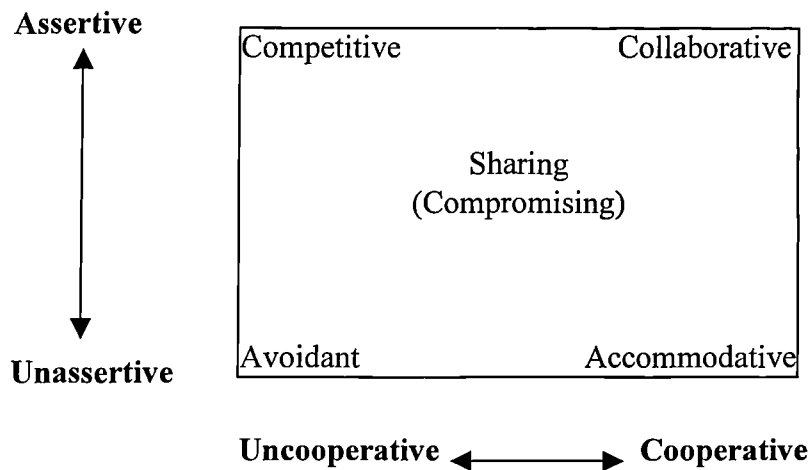 Assertive
Competitive Collaborative
Sharing
(Compromising)
Avoidant Accommodative
Unassertive
Uncooperative Cooperative